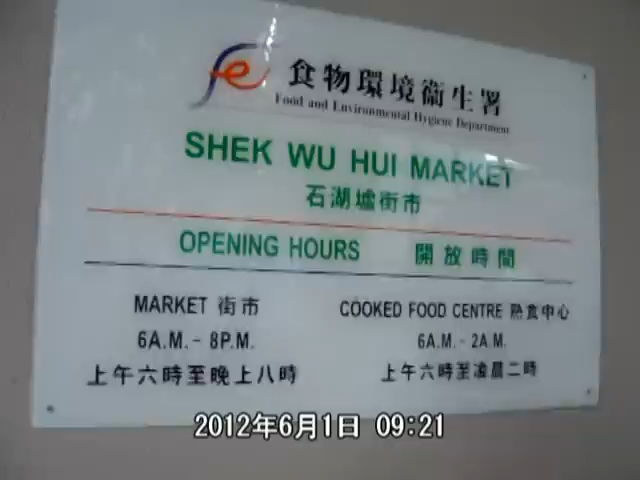 食物環境衞生署
Food and Environmental Hygiene Department
SHEK WU HUI MARKET
石湖墟街市
OPENING HOURS 開放時間
MARKET 街市 COOKED FOOD CENTRE 熟食中心
6A.M. - 8P.M. 6A.M. - 2A.M.
上午六時至晚上八時 上午六時至凌晨二時
2012年6月1日 09:21